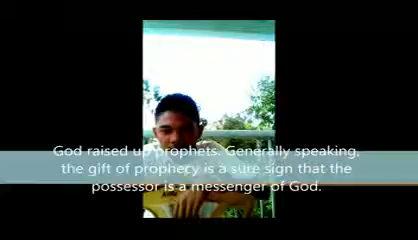 God raised up prophets. Generally speaking,
the gift of prophecy is a sure sign that the
possessor is a messenger of God.